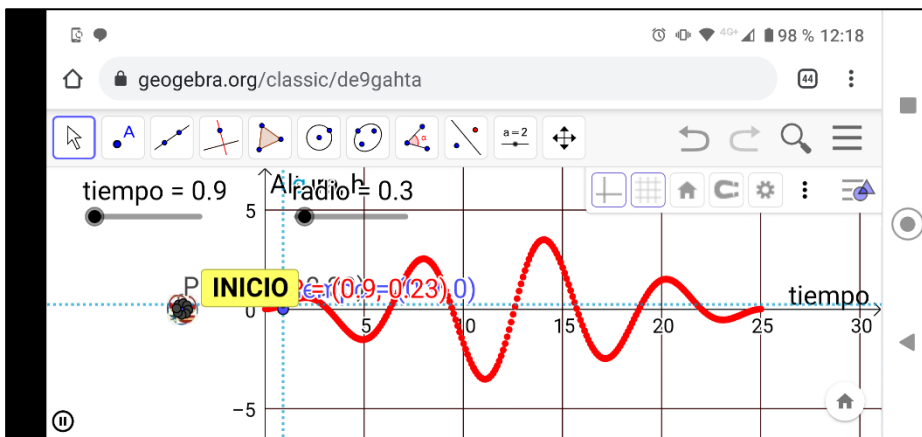 4G+ 98 % 12:18
geogebra.org/classic/de9gahta 44
A α a = 2
tiempo = 0.9
radio = 0.3
5
INICIO
tiempo
0 5 10 15 20 25 30
−5